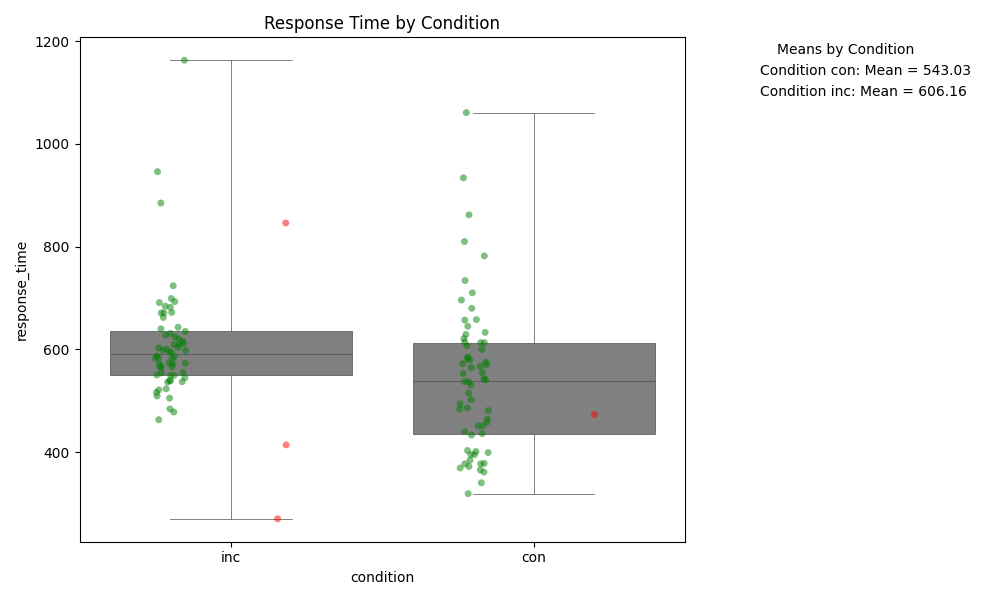 Response Time by Condition
Means by Condition
Condition con: Mean = 543.03
Condition inc: Mean = 606.16
response_time
1200
1000
800
600
400
inc
con
condition